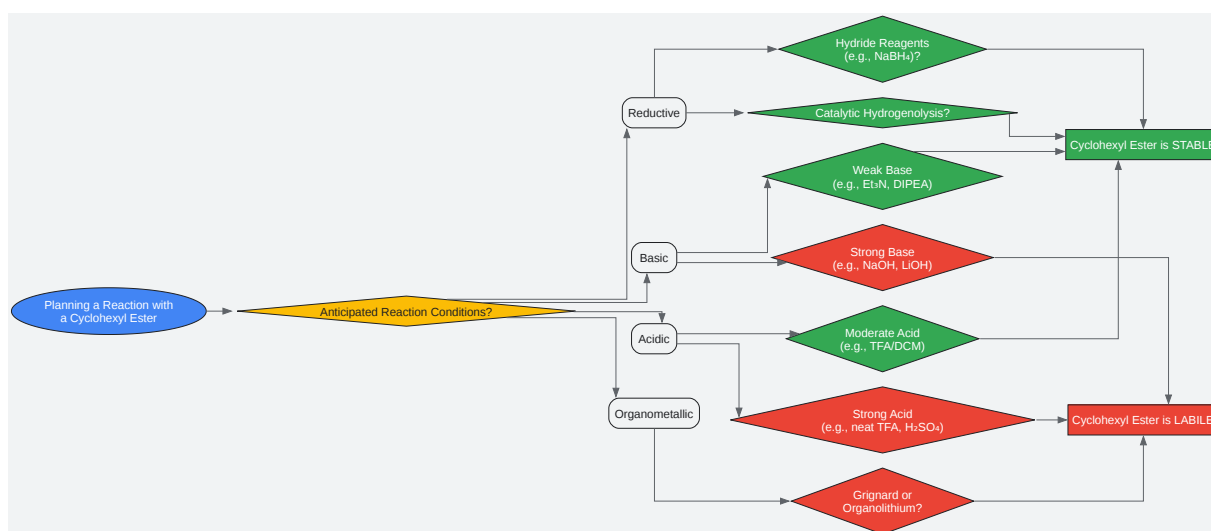 Hydride Reagents
(e.g., NaBH₄)?
Reductive
Catalytic Hydrogenolysis?
Cyclohexyl Ester is STABLE
Weak Base
(e.g., Et₃N, DIPEA)
Basic
Strong Base
(e.g., NaOH, LiOH)
Planning a Reaction with
a Cyclohexyl Ester
Anticipated Reaction Conditions?
Acidic
Moderate Acid
(e.g., TFA/DCM)
Organometallic
Strong Acid
(e.g., neat TFA, H₂SO₄)
Cyclohexyl Ester is LABILE
Grignard or
Organolithium?